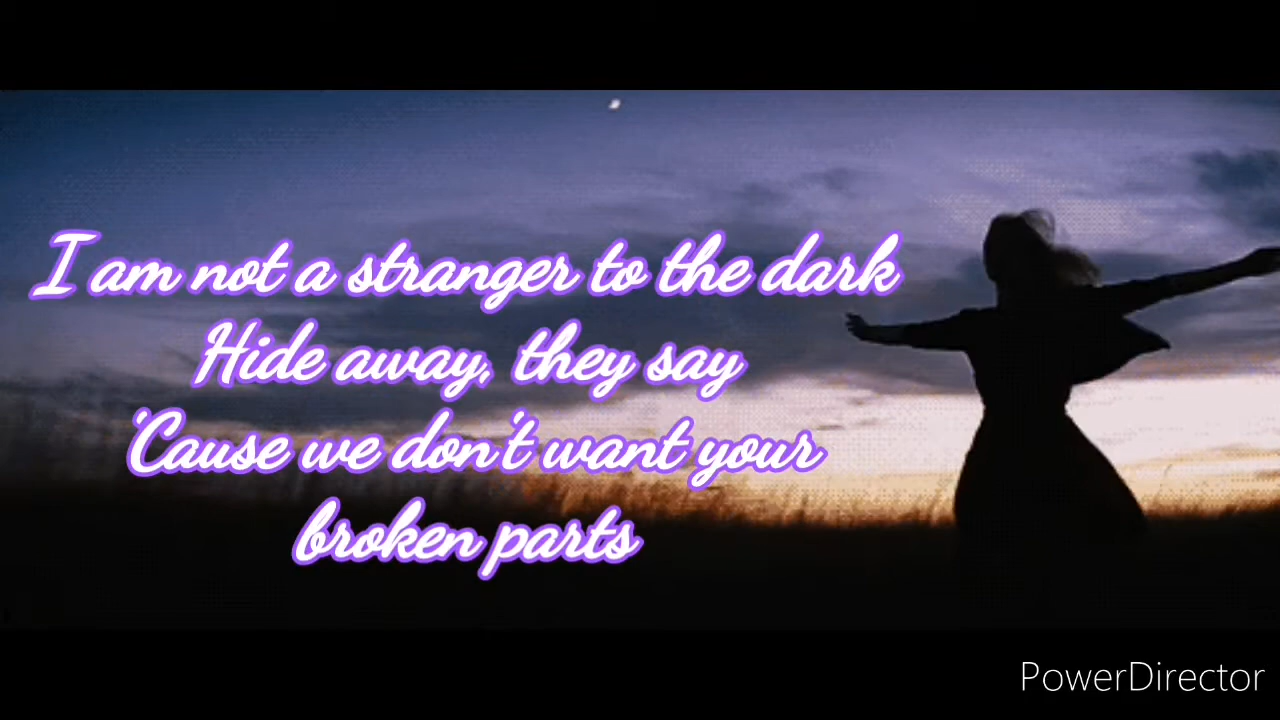 I am not a stranger to the dark
Hide away, they say
'Cause we don't want your
broken parts
PowerDirector